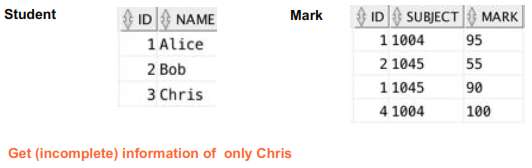 Student
ID NAME
1 Alice
2 Bob
3 Chris
Mark
ID SUBJECT MARK
1 1004 95
2 1045 55
1 1045 90
4 1004 100
Get (incomplete) information of only Chris